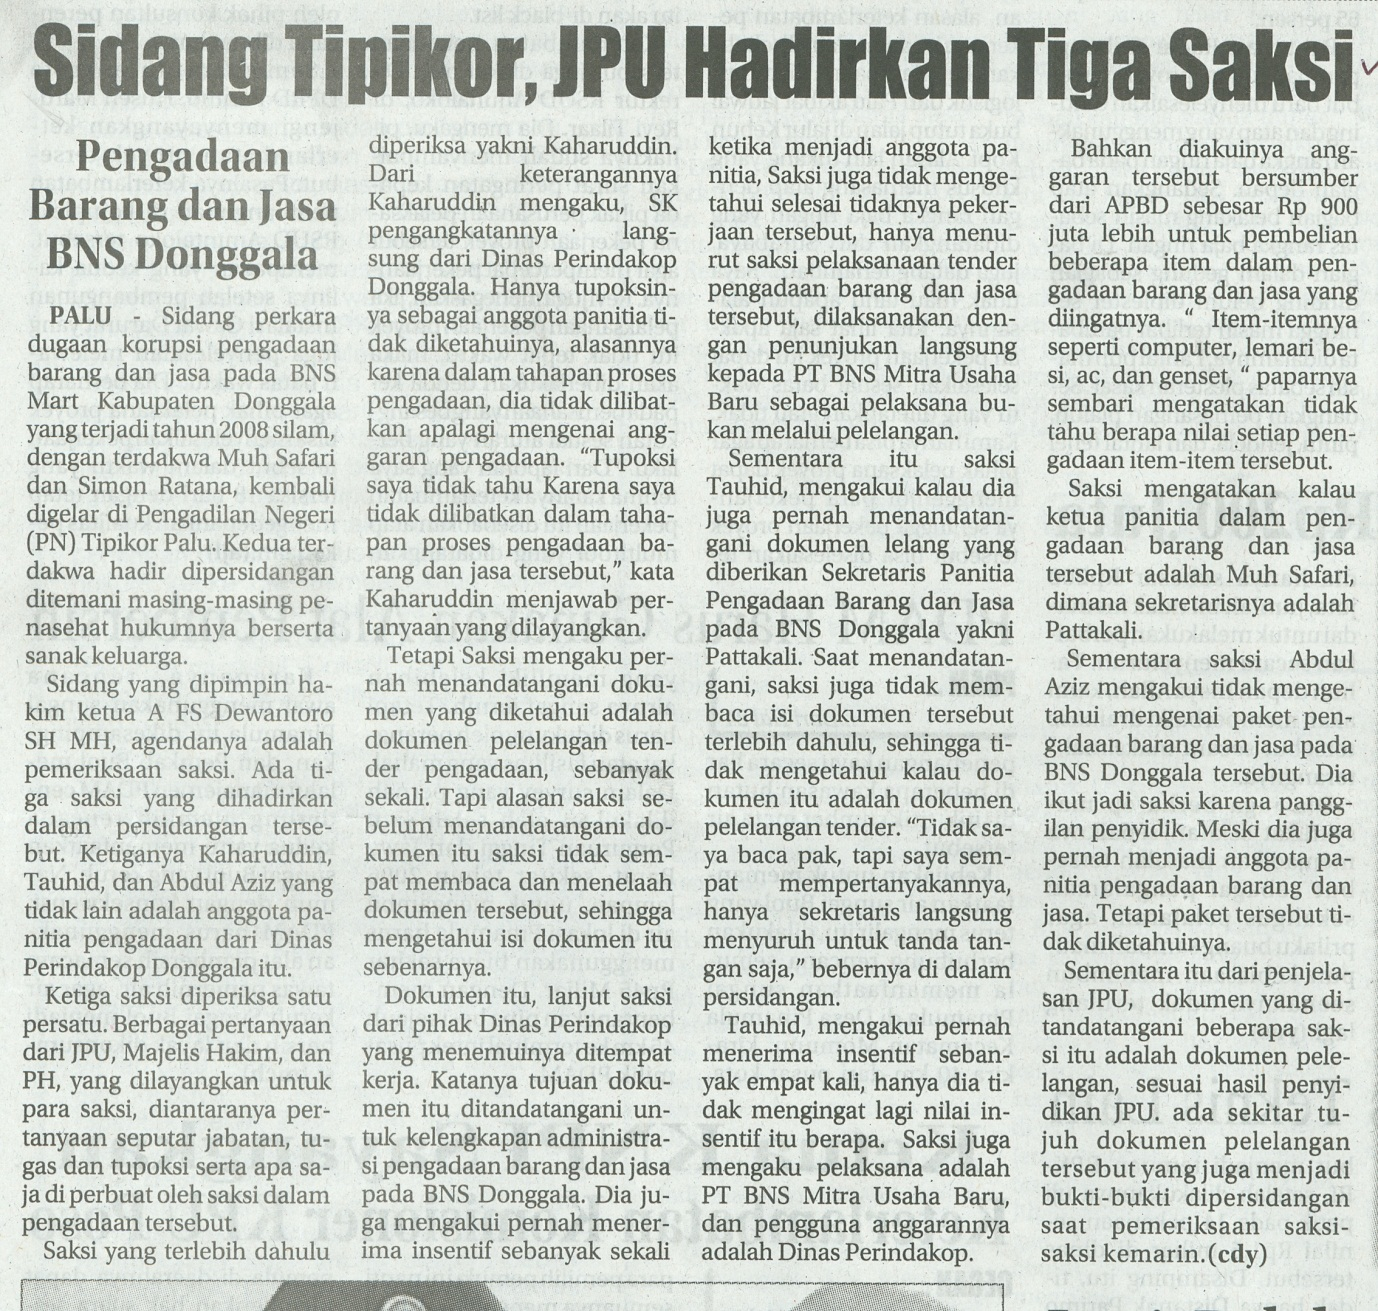 Sidang Tipikor, JPU Hadirkan Tiga Saksi
Pengadaan
Barang dan Jasa
BNS Donggala
PALU - Sidang perkara
dugaan korupsi pengadaan
barang dan jasa pada BNS
Mart Kabupaten Donggala
yang terjadi tahun 2008 silam,
dengan terdakwa Muh Safari
dan Simon Ratana, kembali
digelar di Pengadilan Negeri
(PN) Tipikor Palu. Kedua ter-
dakwa hadir dipersidangan
ditemani masing-masing pe-
nasehat hukumnya berserta
sanak keluarga.
Sidang yang dipimpin ha-
kim ketua A FS Dewantoro
SH MH, agendanya adalah
pemeriksaan saksi. Ada ti-
ga saksi yang dihadirkan
dalam persidangan terse-
but. Ketiganya Kaharuddin,
Tauhid, dan Abdul Aziz yang
tidak lain adalah anggota pa-
nitia pengadaan dari Dinas
Perindakop Donggala itu.
Ketiga saksi diperiksa satu
persatu. Berbagai pertanyaan
dari JPU, Majelis Hakim, dan
PH, yang dilayangkan untuk
para saksi, diantaranya per-
tanyaan seputar jabatan, tu-
gas dan tupoksi serta apa sa-
ja di perbuat oleh saksi dalam
pengadaan tersebut.
Saksi yang terlebih dahulu
diperiksa yakni Kaharuddin.
Dari keterangannya
Kaharuddin mengaku, SK
pengangkatannya lang-
sung dari Dinas Perindakop
Donggala. Hanya tupoksin-
ya sebagai anggota panitia ti-
dak diketahuinya, alasannya
karena dalam tahapan proses
pengadaan, dia tidak dilibat-
kan apalagi mengenai ang-
garan pengadaan. “Tupoksi
saya tidak tahu Karena saya
tidak dilibatkan dalam taha-
pan proses pengadaan ba-
rang dan jasa tersebut,” kata
Kaharuddin menjawab per-
tanyaan yang dilayangkan.
Tetapi Saksi mengaku per-
nah menandatangani doku-
men yang diketahui adalah
dokumen pelelangan ten-
der pengadaan, sebanyak
sekali. Tapi alasan saksi se-
belum menandatangani do-
kumen itu saksi tidak sem-
pat membaca dan menelaah
dokumen tersebut, sehingga
mengetahui isi dokumen itu
sebenarnya.
Dokumen itu, lanjut saksi
dari pihak Dinas Perindakop
yang menemuinya ditempat
kerja. Katanya tujuan doku-
men itu ditandatangani un-
tuk kelengkapan administra-
si pengadaan barang dan jasa
pada BNS Donggala. Dia ju-
ga mengakui pernah mener-
ima insentif sebanyak sekali
ketika menjadi anggota pa-
nitia, Saksi juga tidak menge-
tahui selesai tidaknya peker-
jaan tersebut, hanya menu-
rut saksi pelaksanaan tender
pengadaan barang dan jasa
tersebut, dilaksanakan den-
gan penunjukan langsung
kepada PT BNS Mitra Usaha
Baru sebagai pelaksana bu-
kan melalui pelelangan.
Sementara itu saksi
Tauhid, mengakui kalau dia
juga pernah menandatan-
gani dokumen lelang yang
diberikan Sekretaris Panitia
Pengadaan Barang dan Jasa
pada BNS Donggala yakni
Pattakali. Saat menandatan-
gani, saksi juga tidak mem-
baca isi dokumen tersebut
terlebih dahulu, sehingga ti-
dak mengetahui kalau do-
kumen itu adalah dokumen
pelelangan tender. “Tidak sa-
ya baca pak, tapi saya sem-
pat mempertanyakannya,
hanya sekretaris langsung
menyuruh untuk tanda tan-
gan saja,” bebernya di dalam
persidangan.
Tauhid, mengakui pernah
menerima insentif seban-
yak empat kali, hanya dia ti-
dak mengingat lagi nilai in-
sentif itu berapa. Saksi juga
mengaku pelaksana adalah
PT BNS Mitra Usaha Baru,
dan pengguna anggarannya
adalah Dinas Perindakop.
Bahkan diakuinya ang-
garan tersebut bersumber
dari APBD sebesar Rp 900
juta lebih untuk pembelian
beberapa item dalam pen-
gadaan barang dan jasa yang
diingatnya. “ Item-itemnya
seperti computer, lemari be-
si, ac, dan genset, “ paparnya
sembari mengatakan tidak
tahu berapa nilai setiap pen-
gadaan item-item tersebut.
Saksi mengatakan kalau
ketua panitia dalam pen-
gadaan barang dan jasa
tersebut adalah Muh Safari,
dimana sekretarisnya adalah
Pattakali.
Sementara saksi Abdul
Aziz mengakui tidak menge-
tahui mengenai paket pen-
gadaan barang dan jasa pada
BNS Donggala tersebut. Dia
ikut jadi saksi karena pangg-
ilan penyidik. Meski dia juga
pernah menjadi anggota pa-
nitia pengadaan barang dan
jasa. Tetapi paket tersebut ti-
dak diketahuinya.
Sementara itu dari penjela-
san JPU, dokumen yang di-
tandatangani beberapa sak-
si itu adalah dokumen pele-
langan, sesuai hasil penyi-
dikan JPU. ada sekitar tu-
juh dokumen pelelangan
tersebut yang juga menjadi
bukti-bukti dipersidangan
saat pemeriksaan saksi-
saksi kemarin.(cdy)